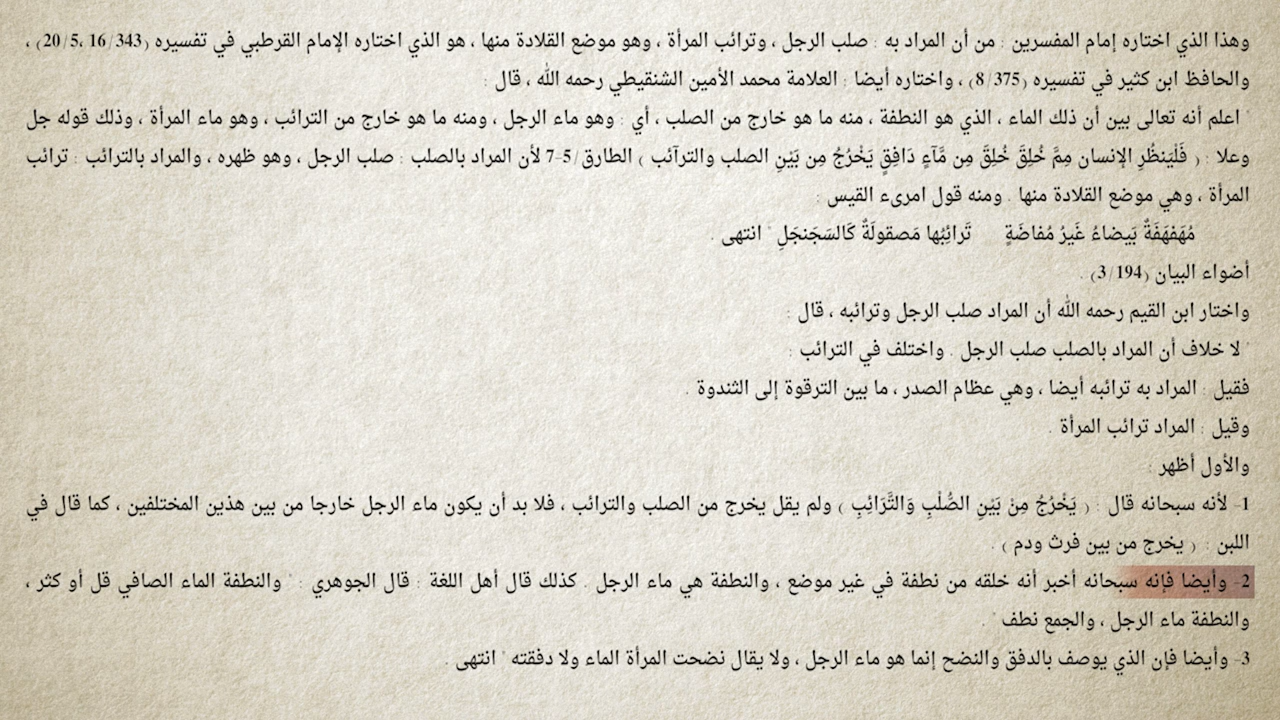 وهذا الذي اختاره إمام المفسرين : من أن المراد به : صلب الرجل ، وترائب المرأة ، وهو موضع القلادة منها ، هو الذي اختاره الإمام القرطبي في تفسيره (343/ 16 ،5/ 20) ،
والحافظ ابن كثير في تفسيره (375/ 8) ، واختاره أيضا : العلامة محمد الأمين الشنقيطي رحمه الله ، قال :
" اعلم أنه تعالى بين أن ذلك الماء ، الذي هو النطفة ، منه ما هو خارج من الصلب ، أي : وهو ماء الرجل ، ومنه ما هو خارج من الترائب ، وهو ماء المرأة ، وذلك قوله جل
وعلا : ( فَلْيَنظُرِ الإنسان مِمَّ خُلِقَ خُلِقَ مِن مَّآءٍ دَافِقٍ يَخْرُجُ مِن بَيْنِ الصلب والترآئب ) الطارق/5-7 لأن المراد بالصلب : صلب الرجل ، وهو ظهره ، والمراد بالترائب : ترائب
المرأة ، وهي موضع القلادة منها . ومنه قول امرىء القيس :
مُهَفهَفَةٌ بَيضاءُ غَيرُ مُفاضَةٍ تَرائِبُها مَصقولَةٌ كَالسَجَنجَلِ " انتهى .
أضواء البيان (194/ 3) .
واختار ابن القيم رحمه الله أن المراد صلب الرجل وترائبه ، قال :
" لا خلاف أن المراد بالصلب صلب الرجل . واختلف في الترائب :
فقيل : المراد به ترائبه أيضا ، وهي عظام الصدر ، ما بين الترقوة إلى الثندوة .
وقيل : المراد ترائب المرأة .
والأول أظهر :
1- لأنه سبحانه قال : ( يَخْرُجُ مِنْ بَيْنِ الصُّلْبِ وَالتَّرَائِبِ ) ولم يقل يخرج من الصلب والترائب ، فلا بد أن يكون ماء الرجل خارجا من بين هذين المختلفين ، كما قال في
اللبن : ( يخرج من بين فرث ودم ) .
2- وأيضا فإنه سبحانه أخبر أنه خلقه من نطفة في غير موضع ، والنطفة هي ماء الرجل . كذلك قال أهل اللغة : قال الجوهري : " والنطفة الماء الصافي قل أو كثر ،
والنطفة ماء الرجل ، والجمع نطف " .
3- وأيضا فإن الذي يوصف بالدفق والنضح إنما هو ماء الرجل ، ولا يقال نضحت المرأة الماء ولا دفقته " انتهى .